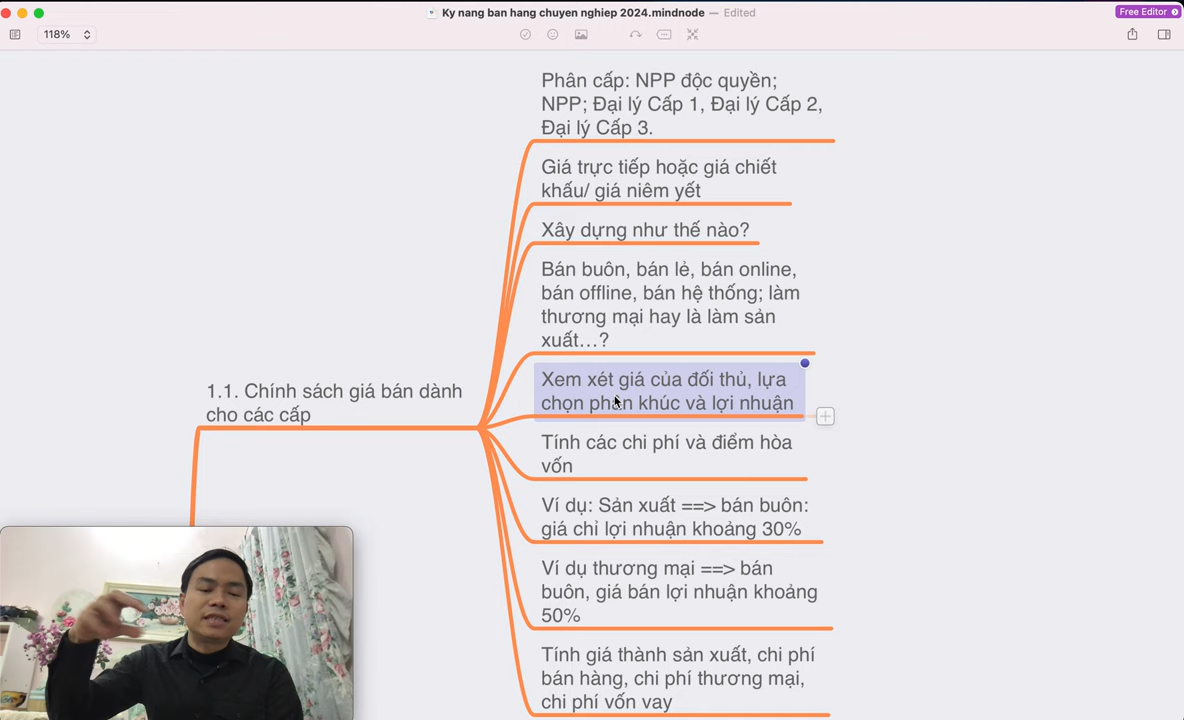 Ky nang ban hang chuyen nghiep 2024.mindnode — Edited
Free Editor
118%
Phân cấp: NPP độc quyền;
NPP; Đại lý Cấp 1, Đại lý Cấp 2,
Đại lý Cấp 3.
Giá trực tiếp hoặc giá chiết
khấu/ giá niêm yết
Xây dựng như thế nào?
Bán buôn, bán lẻ, bán online,
bán offline, bán hệ thống; làm
thương mại hay là làm sản
xuất…?
1.1. Chính sách giá bán dành
cho các cấp
Xem xét giá của đối thủ, lựa
chọn phân khúc và lợi nhuận
Tính các chi phí và điểm hòa
vốn
Ví dụ: Sản xuất ==> bán buôn:
giá chỉ lợi nhuận khoảng 30%
Ví dụ thương mại ==> bán
buôn, giá bán lợi nhuận khoảng
50%
Tính giá thành sản xuất, chi phí
bán hàng, chi phí thương mại,
chi phí vốn vay